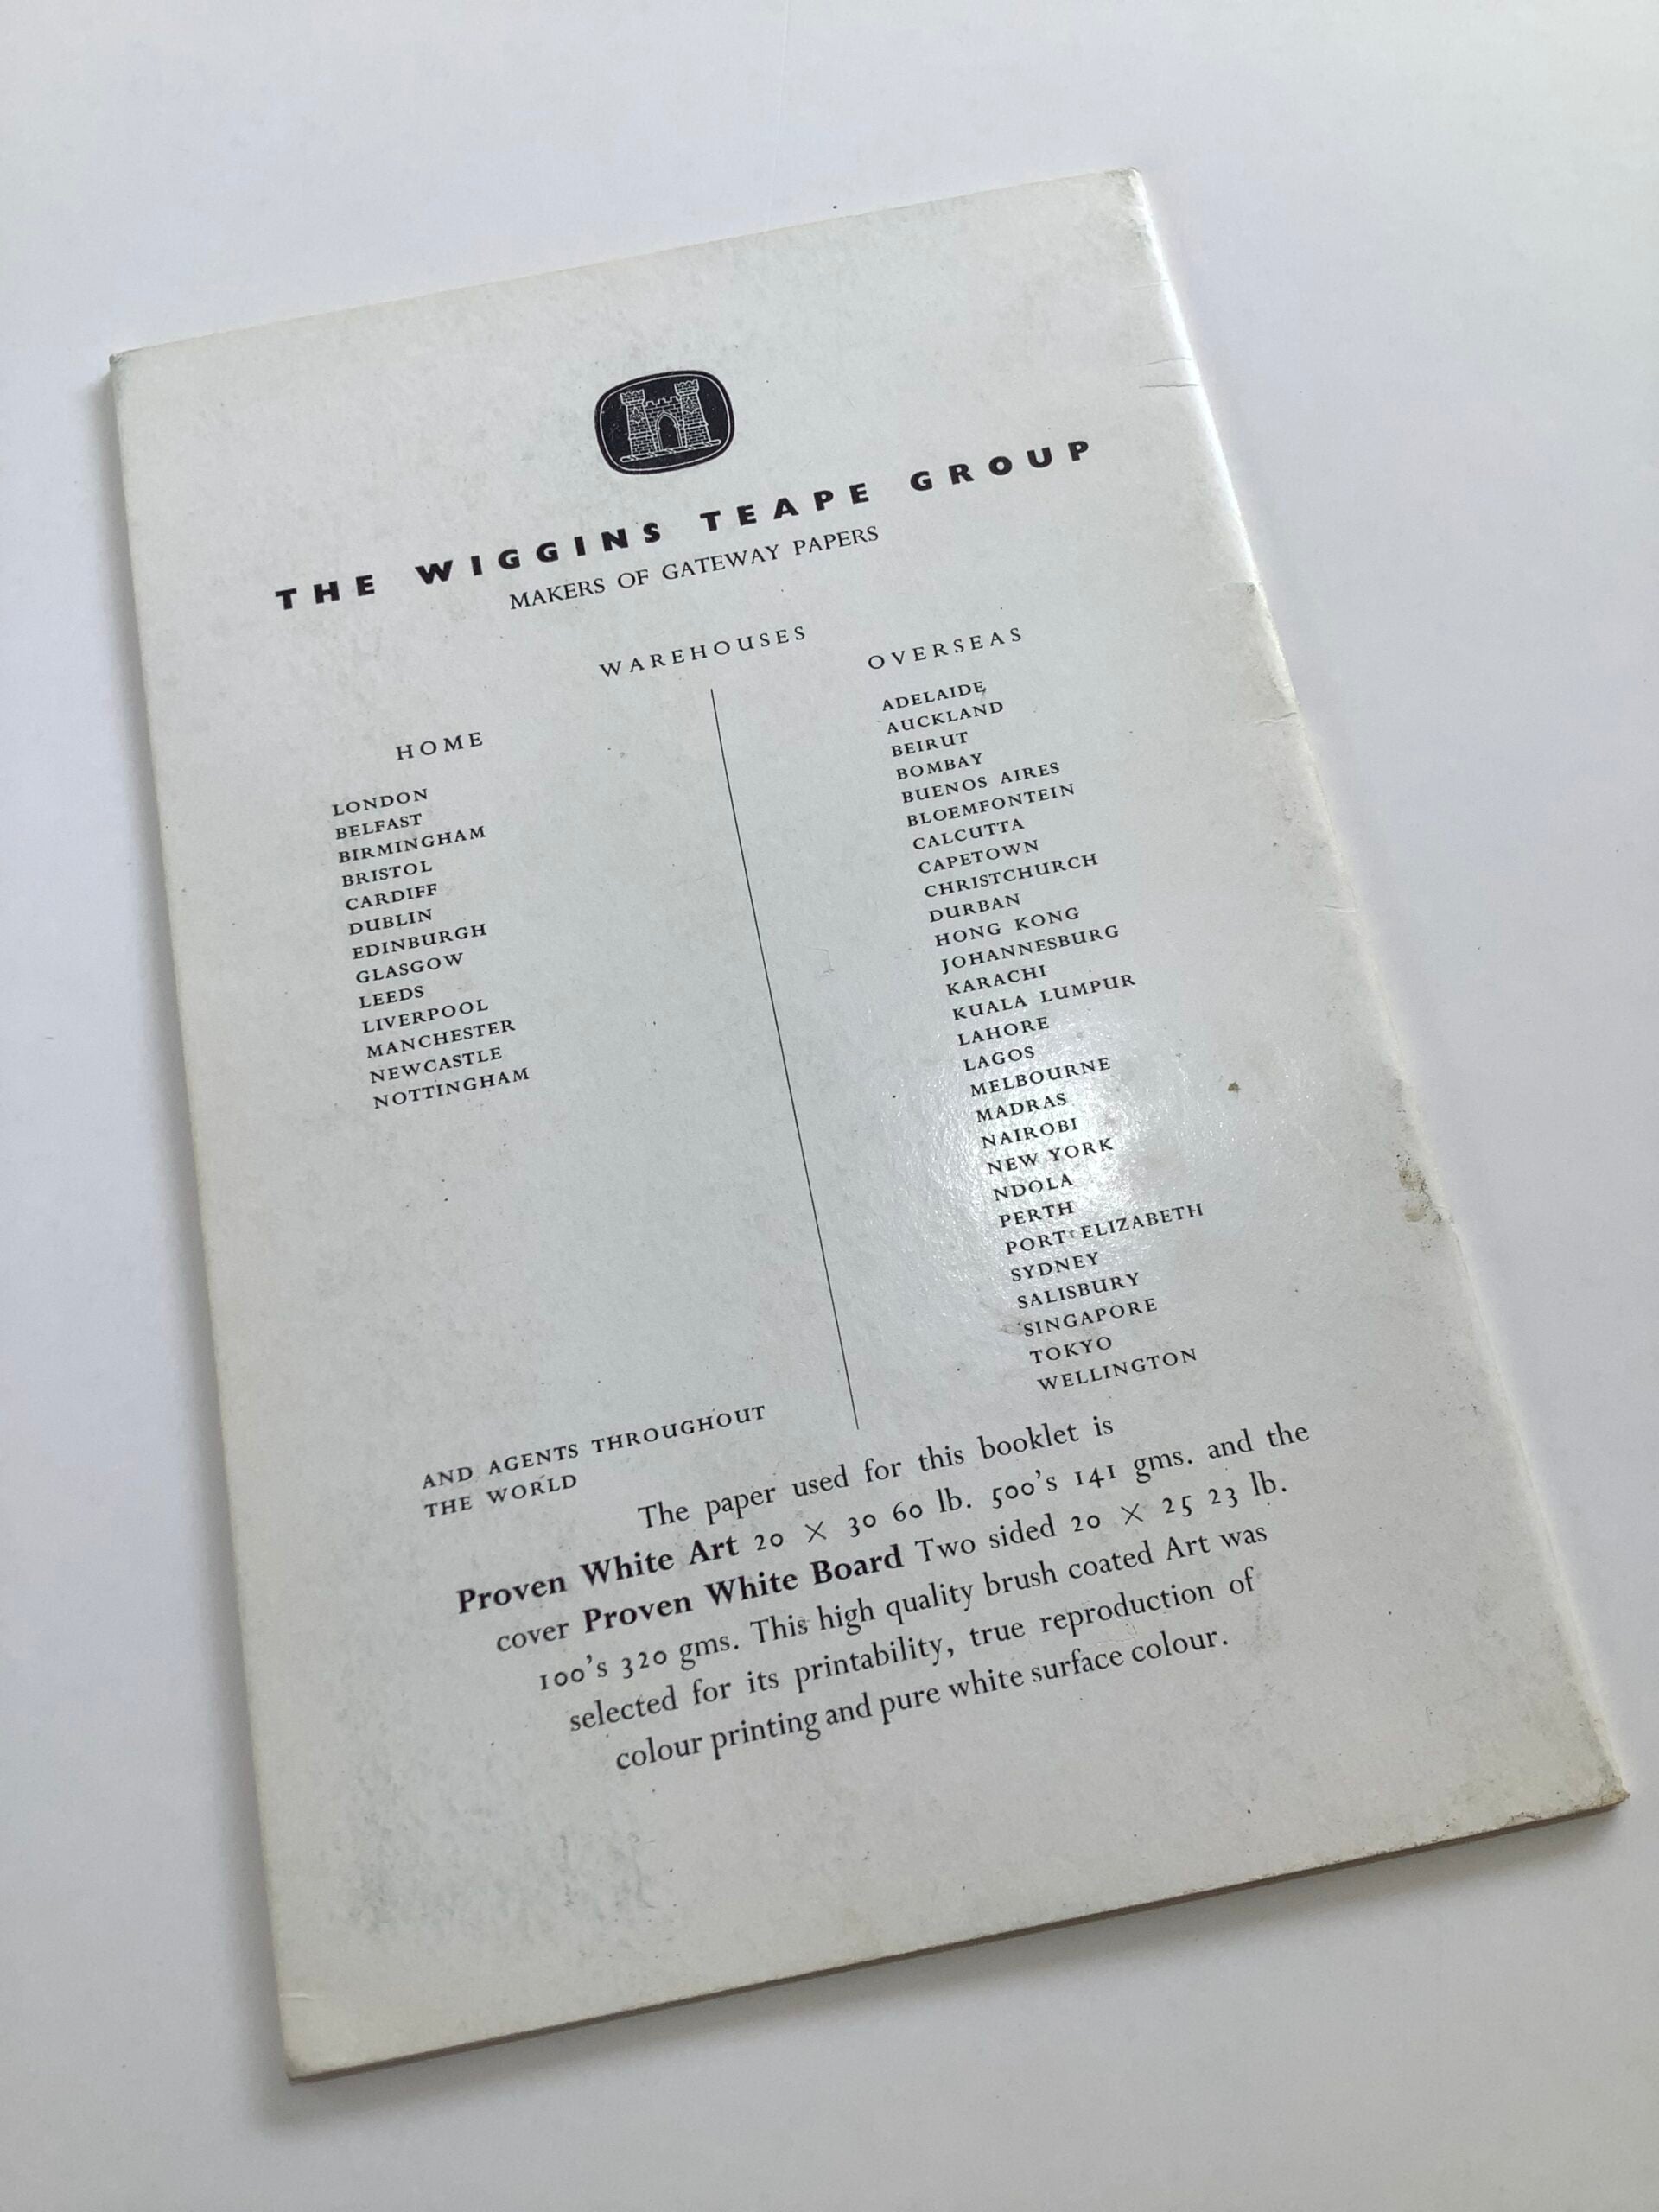 THE WIGGINS TEAPE GROUP
MAKERS OF GATEWAY PAPERS
WAREHOUSES
HOME
LONDON
BELFAST
BIRMINGHAM
BRISTOL
CARDIFF
DUBLIN
EDINBURGH
GLASGOW
LEEDS
LIVERPOOL
MANCHESTER
NEWCASTLE
NOTTINGHAM
AND AGENTS THROUGHOUT
THE WORLD
OVERSEAS
ADELAIDE
AUCKLAND
BEIRUT
BOMBAY
BUENOS AIRES
BLOEMFONTEIN
CALCUTTA
CAPETOWN
CHRISTCHURCH
DURBAN
HONG KONG
JOHANNESBURG
KARACHI
KUALA LUMPUR
LAHORE
LAGOS
MELBOURNE
MADRAS
NAIROBI
NEW YORK
NDOLA
PERTH
PORT ELIZABETH
SYDNEY
SALISBURY
SINGAPORE
TOKYO
WELLINGTON
The paper used for this booklet is
Proven White Art 20 × 30 60 lb. 500's 141 gms. and the
cover Proven White Board Two sided 20 × 25 23 lb.
100's 320 gms. This high quality brush coated Art was
selected for its printability, true reproduction of
colour printing and pure white surface colour.